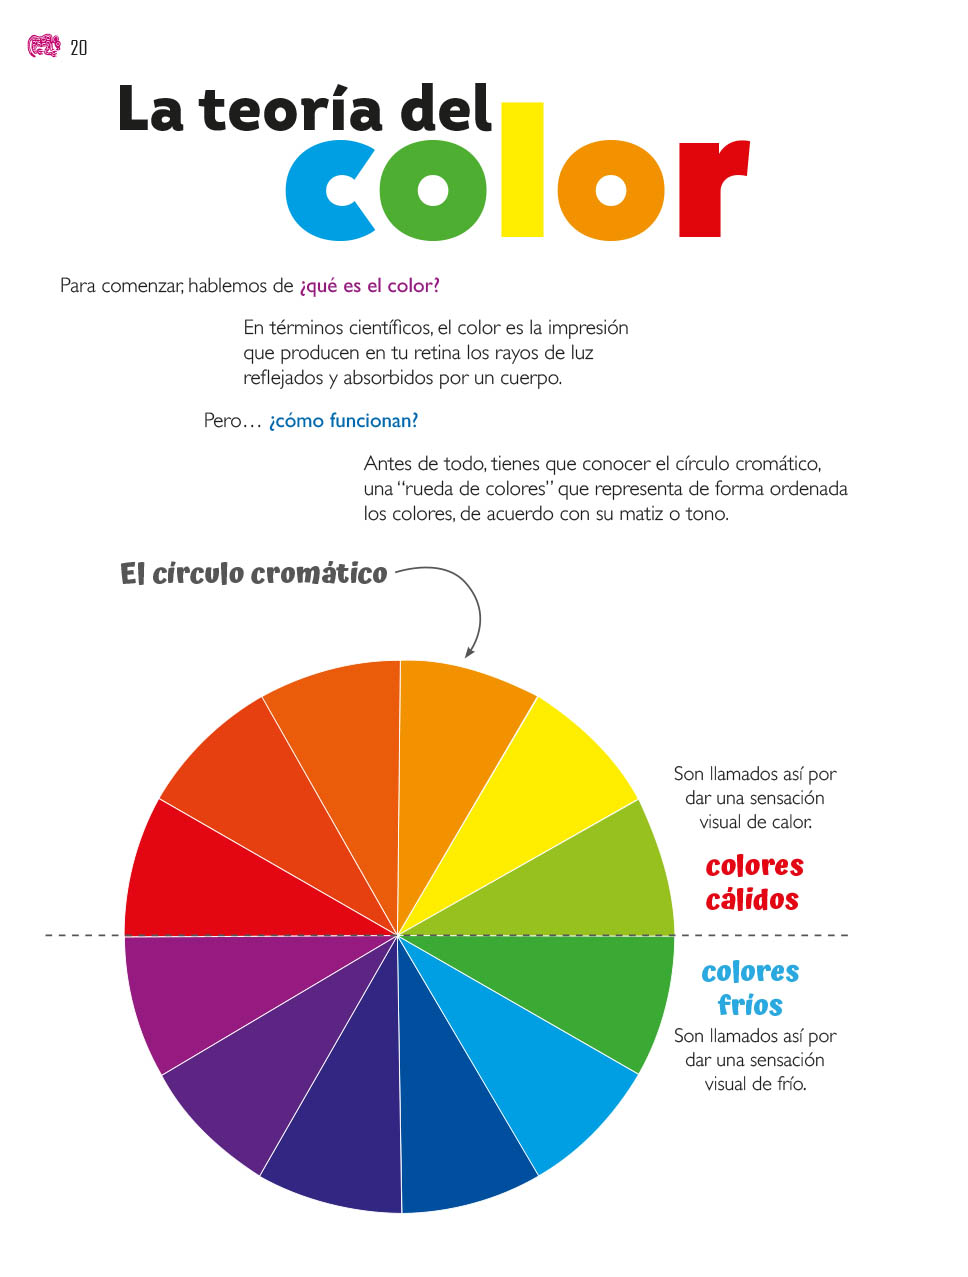 20
La teoría del
color
Para comenzar, hablemos de ¿qué es el color?
En términos científicos, el color es la impresión
que producen en tu retina los rayos de luz
reflejados y absorbidos por un cuerpo.
Pero… ¿cómo funcionan?
Antes de todo, tienes que conocer el círculo cromático,
una “rueda de colores” que representa de forma ordenada
los colores, de acuerdo con su matiz o tono.
El círculo cromático
Son llamados así por
dar una sensación
visual de calor.
colores
cálidos
colores
fríos
Son llamados así por
dar una sensación
visual de frío.